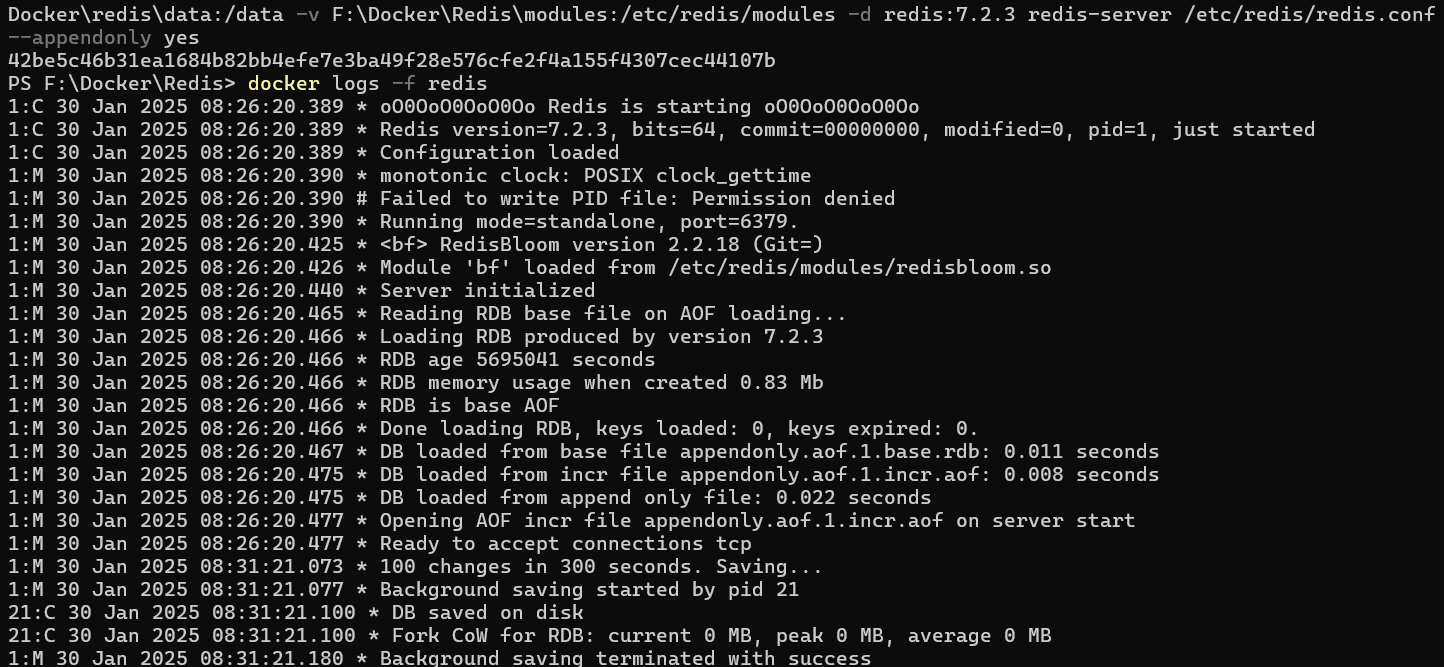 Docker\redis\data:/data -v F:\Docker\Redis\modules:/etc/redis/modules -d redis:7.2.3 redis-server /etc/redis/redis.conf
--appendonly yes
42be5c46b31ea1684b82bb4efe7e3ba49f28e576cfe2f4a155f4307cec44107b
PS F:\Docker\Redis> docker logs -f redis
1:C 30 Jan 2025 08:26:20.389 * oO0OoO0OoO0Oo Redis is starting oO0OoO0OoO0Oo
1:C 30 Jan 2025 08:26:20.389 * Redis version=7.2.3, bits=64, commit=00000000, modified=0, pid=1, just started
1:C 30 Jan 2025 08:26:20.389 * Configuration loaded
1:M 30 Jan 2025 08:26:20.390 * monotonic clock: POSIX clock_gettime
1:M 30 Jan 2025 08:26:20.390 # Failed to write PID file: Permission denied
1:M 30 Jan 2025 08:26:20.390 * Running mode=standalone, port=6379.
1:M 30 Jan 2025 08:26:20.425 * <bf> RedisBloom version 2.2.18 (Git=)
1:M 30 Jan 2025 08:26:20.426 * Module 'bf' loaded from /etc/redis/modules/redisbloom.so
1:M 30 Jan 2025 08:26:20.440 * Server initialized
1:M 30 Jan 2025 08:26:20.465 * Reading RDB base file on AOF loading...
1:M 30 Jan 2025 08:26:20.466 * Loading RDB produced by version 7.2.3
1:M 30 Jan 2025 08:26:20.466 * RDB age 5695041 seconds
1:M 30 Jan 2025 08:26:20.466 * RDB memory usage when created 0.83 Mb
1:M 30 Jan 2025 08:26:20.466 * RDB is base AOF
1:M 30 Jan 2025 08:26:20.466 * Done loading RDB, keys loaded: 0, keys expired: 0.
1:M 30 Jan 2025 08:26:20.467 * DB loaded from base file appendonly.aof.1.base.rdb: 0.011 seconds
1:M 30 Jan 2025 08:26:20.475 * DB loaded from incr file appendonly.aof.1.incr.aof: 0.008 seconds
1:M 30 Jan 2025 08:26:20.475 * DB loaded from append only file: 0.022 seconds
1:M 30 Jan 2025 08:26:20.477 * Opening AOF incr file appendonly.aof.1.incr.aof on server start
1:M 30 Jan 2025 08:26:20.477 * Ready to accept connections tcp
1:M 30 Jan 2025 08:31:21.073 * 100 changes in 300 seconds. Saving...
1:M 30 Jan 2025 08:31:21.077 * Background saving started by pid 21
21:C 30 Jan 2025 08:31:21.100 * DB saved on disk
21:C 30 Jan 2025 08:31:21.100 * Fork CoW for RDB: current 0 MB, peak 0 MB, average 0 MB
1:M 30 Jan 2025 08:31:21.180 * Background saving terminated with success